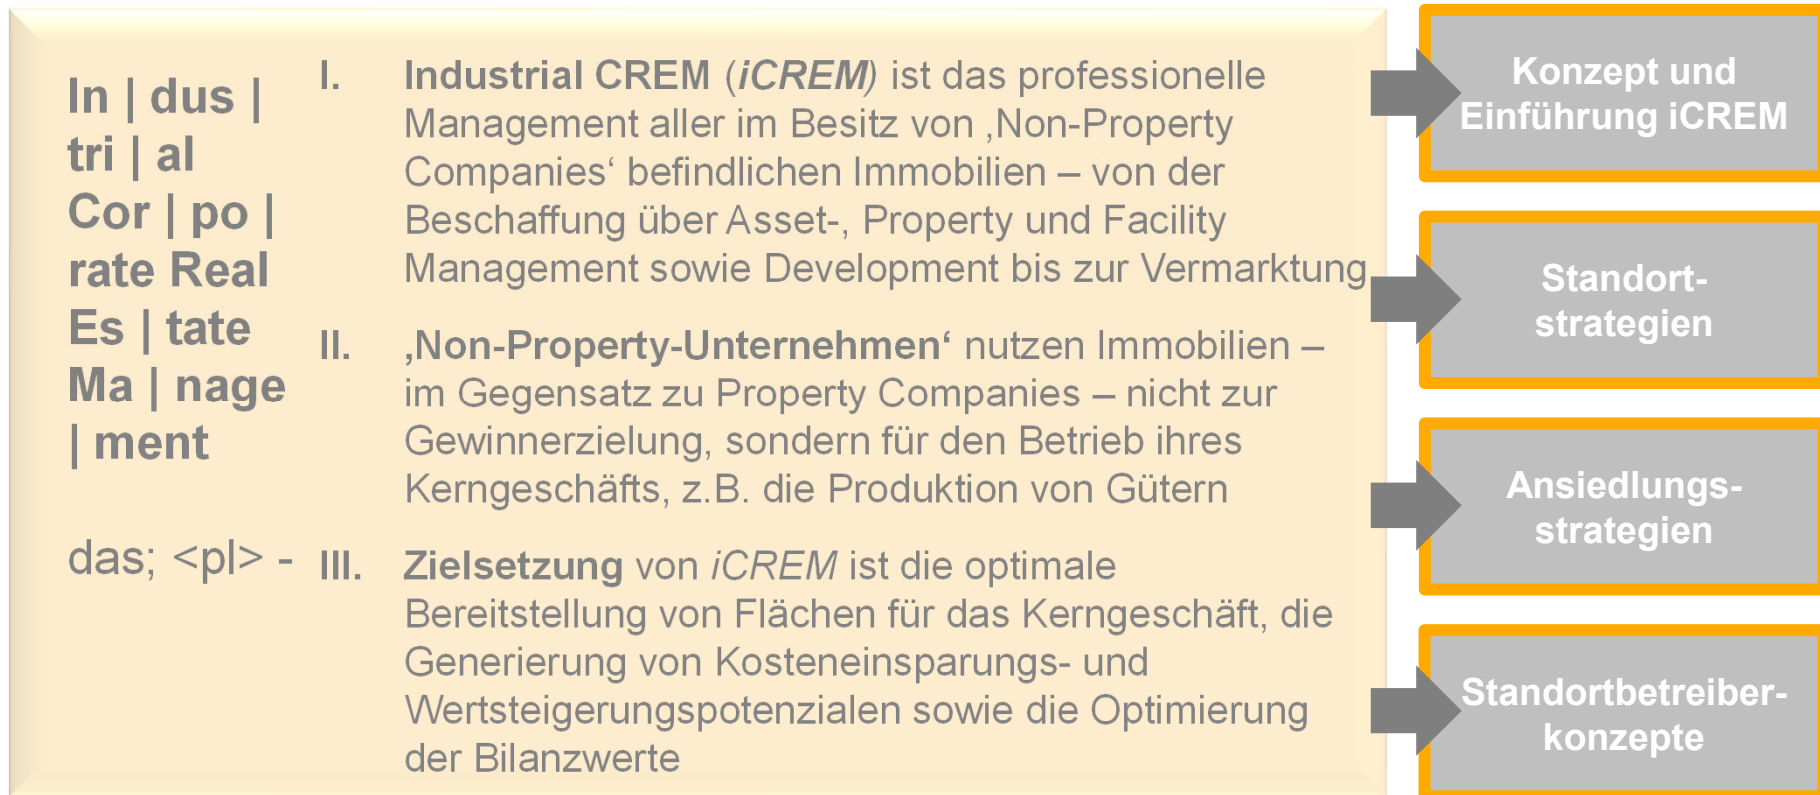 In | dus |
tri | al
Cor | po |
rate Real
Es | tate
Ma | nage
| ment
das; <pl> -
I. Industrial CREM (iCREM) ist das professionelle
Management aller im Besitz von ‚Non-Property
Companies‘ befindlichen Immobilien – von der
Beschaffung über Asset-, Property und Facility
Management sowie Development bis zur Vermarktung
II. ‚Non-Property-Unternehmen‘ nutzen Immobilien –
im Gegensatz zu Property Companies – nicht zur
Gewinnerzielung, sondern für den Betrieb ihres
Kerngeschäfts, z.B. die Produktion von Gütern
III. Zielsetzung von iCREM ist die optimale
Bereitstellung von Flächen für das Kerngeschäft, die
Generierung von Kosteneinsparungs- und
Wertsteigerungspotenzialen sowie die Optimierung
der Bilanzwerte
Konzept und
Einführung iCREM
Standort-
strategien
Ansiedlungs-
strategien
Standortbetreiber-
konzepte